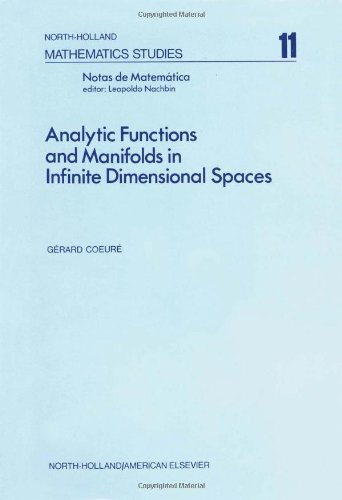 Copyrighted Material
NORTH-HOLLAND
MATHEMATICS STUDIES 11
Notas de Matemática
editor: Leopoldo Nachbin
Analytic Functions
and Manifolds in
Infinite Dimensional Spaces
GÉRARD COEURÉ
NORTH-HOLLAND/AMERICAN ELSEVIER
Copyrighted Material